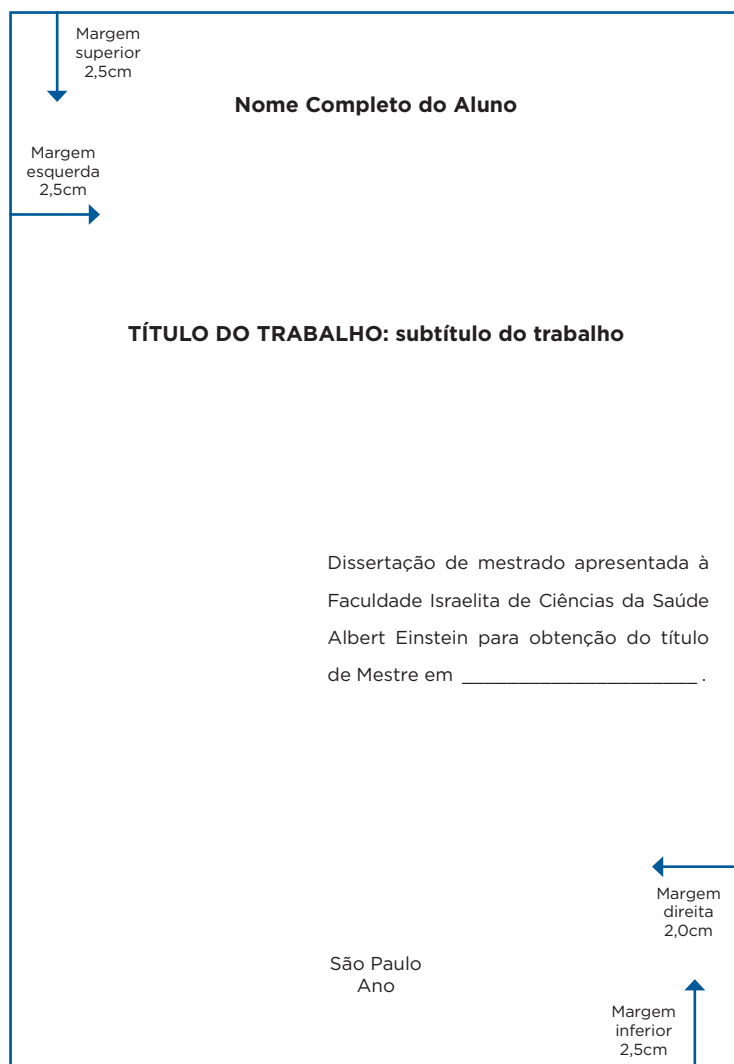 Margem
superior
2,5cm
Nome Completo do Aluno
Margem
esquerda
2,5cm
TÍTULO DO TRABALHO: subtítulo do trabalho
Dissertação de mestrado apresentada à
Faculdade Israelita de Ciências da Saúde
Albert Einstein para obtenção do título
de Mestre em _____________________ .
Margem
direita
2,0cm
São Paulo
Ano
Margem
inferior
2,5cm